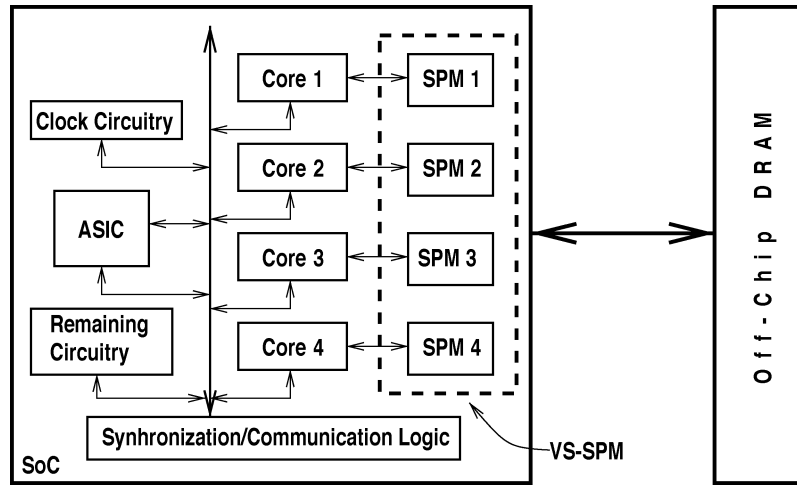 Core 1
SPM 1
Clock Circuitry
Core 2
SPM 2
ASIC
Core 3
SPM 3
Remaining
Circuitry
Core 4
SPM 4
Synhronization/Communication Logic
SoC
VS-SPM
Off-Chip DRAM